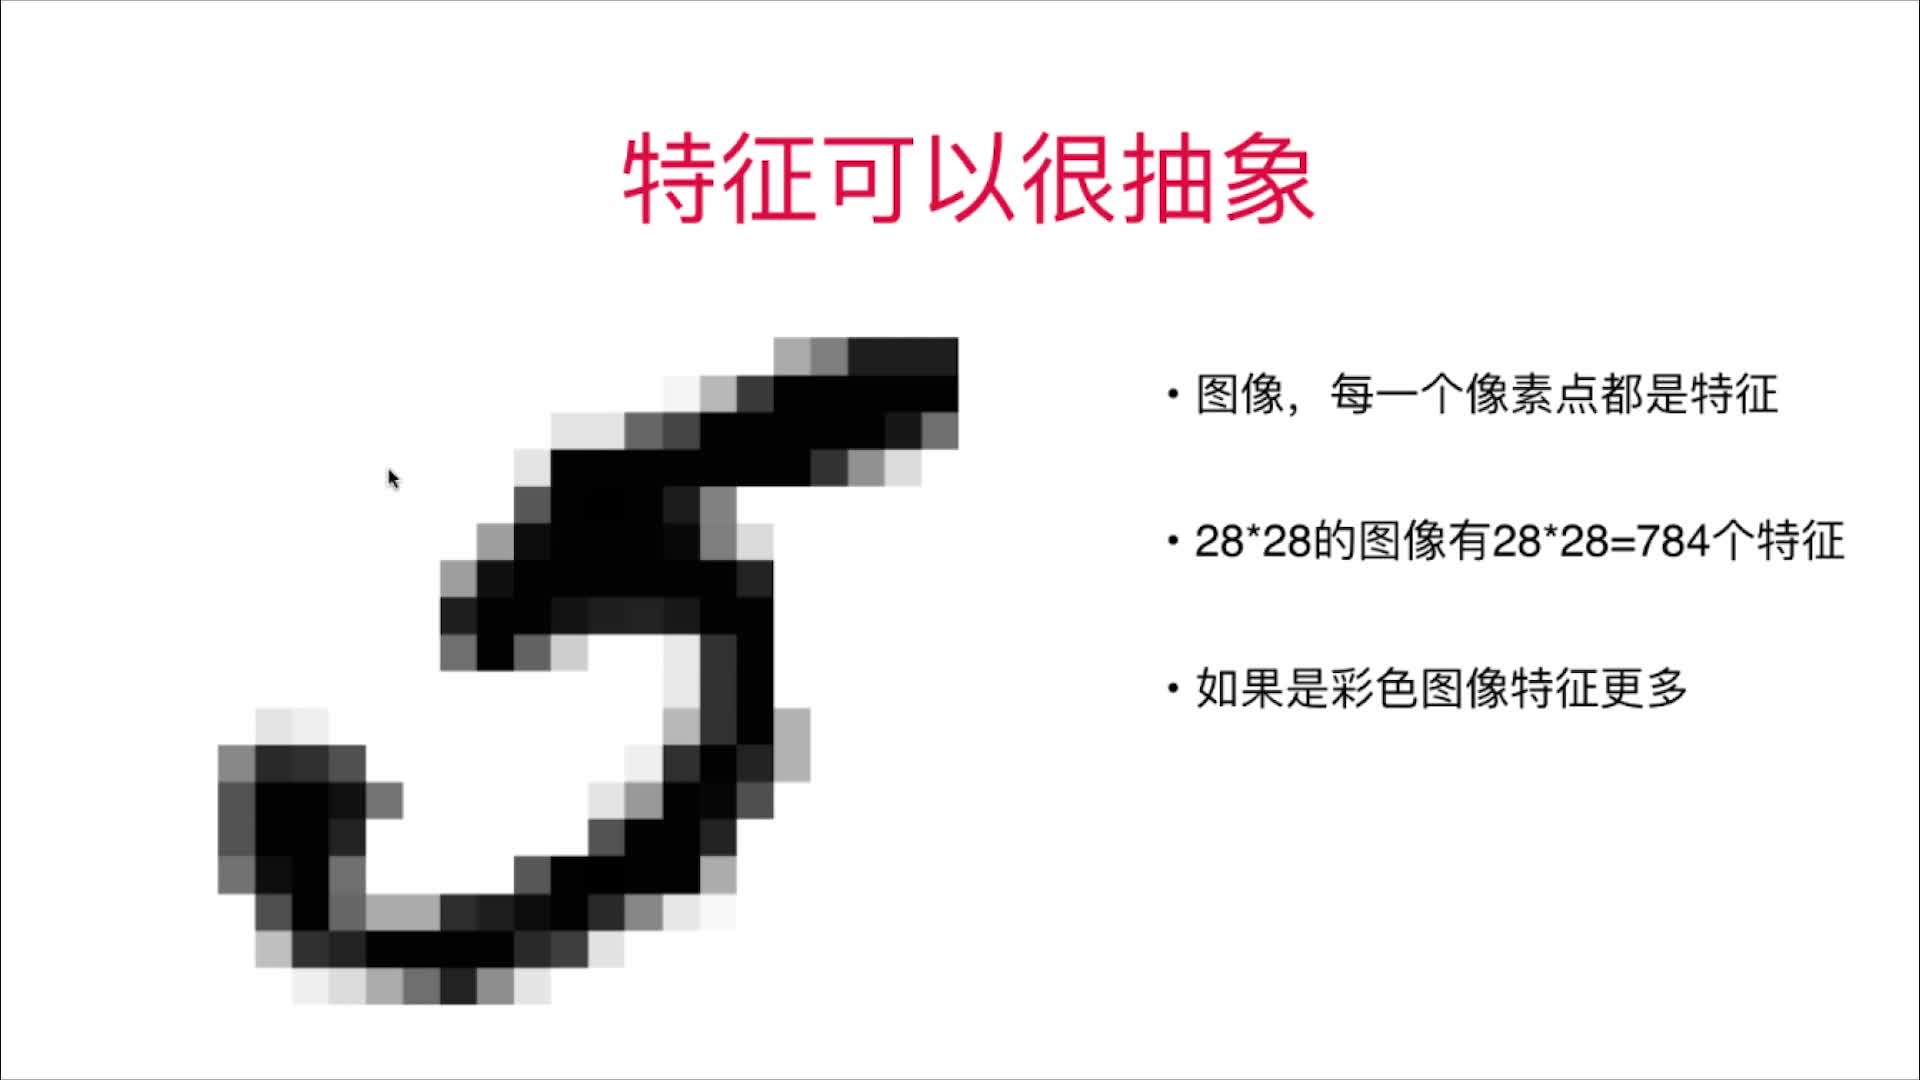 特征可以很抽象
• 图像，每一个像素点都是特征
• 28*28的图像有28*28=784个特征
• 如果是彩色图像特征更多